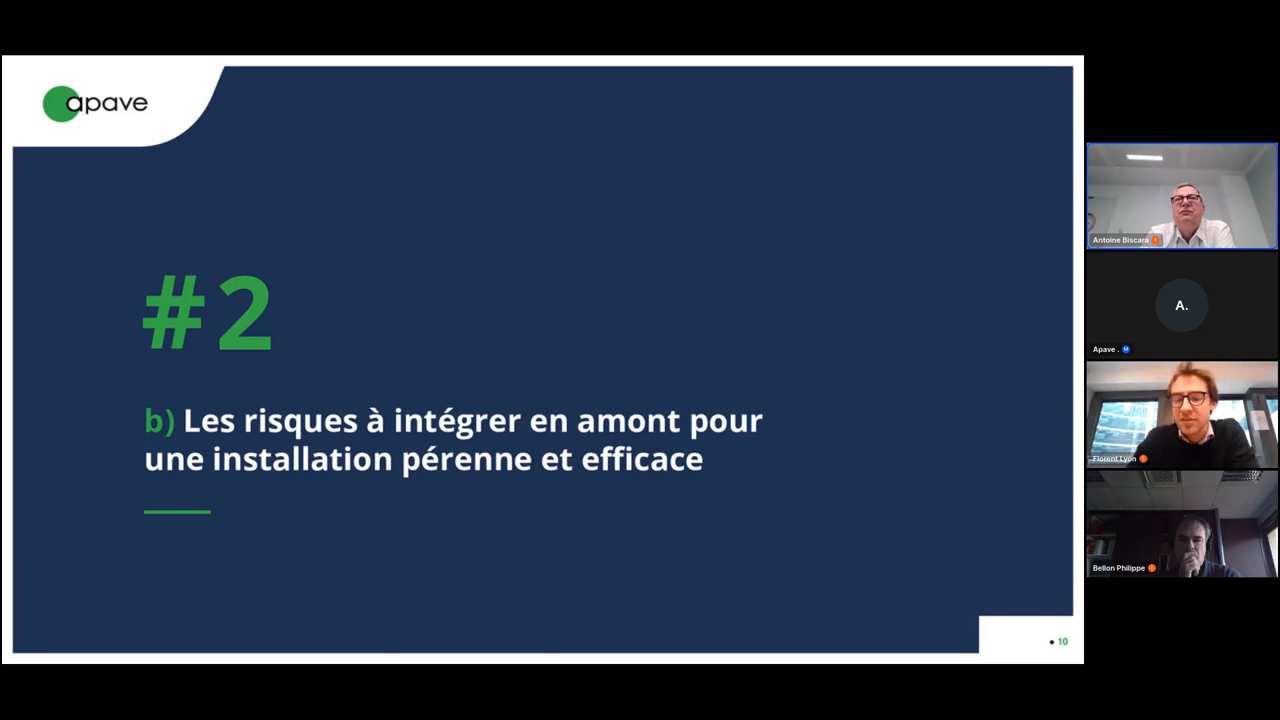 apave
#2
b) Les risques à intégrer en amont pour
une installation pérenne et efficace
• 10
Antoine Biscara
A.
Apave .
Florent Lyon
Bellon Philippe